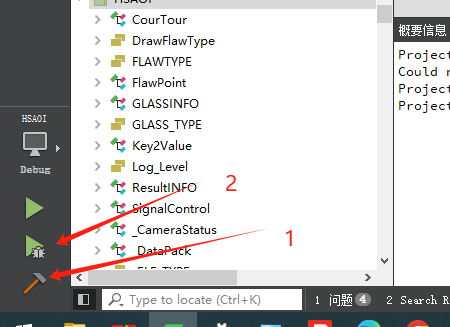 HSAOI
CourTour
概要信息
DrawFlawType
Project
FLAWTYPE
Could r
FlawPoint
Project
GLASSINFO
Project
HSAOI
GLASS_TYPE
Key2Value
Debug
Log_Level
ResultINFO
2
SignalControl
_CameraStatus
1
_DataPack
Type to locate (Ctrl+K)
1 问题 4
2 Search R